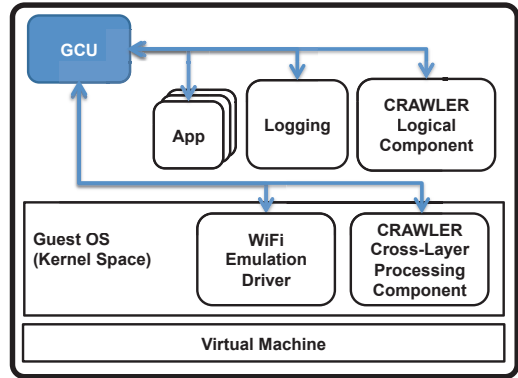 GCU
App
Logging
CRAWLER
Logical
Component
Guest OS
(Kernel Space)
WiFi
Emulation
Driver
CRAWLER
Cross-Layer
Processing
Component
Virtual Machine